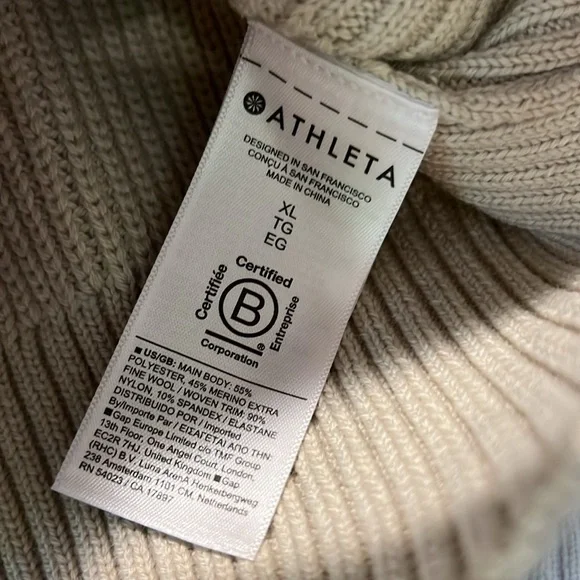 ATHLETA
DESIGNED IN SAN FRANCISCO
CONÇU À SAN FRANCISCO
MADE IN CHINA
XL
TG
EG
Certified
Certifiée
B
Entreprise
®
Corporation
■ US/GB: MAIN BODY: 55%
POLYESTER, 45% MERINO EXTRA
FINE WOOL / WOVEN TRIM: 90%
NYLON, 10% SPANDEX / ELASTANE
DISTRIBUIDO POR / Imported
By/Importe Par / ΕΙΣΑΓΕΤΑΙ ΑΠΟ ΤΗΝ:
■ Gap Europe Limited c/o TMF Group
13th Floor, One Angel Court, London,
EC2R 7HJ, United Kingdom ■ Gap
(RHC) B.V. Luna ArenA Herikerbergweg
238 Amsterdam 1101 CM, Netherlands
RN 54023 / CA 17897